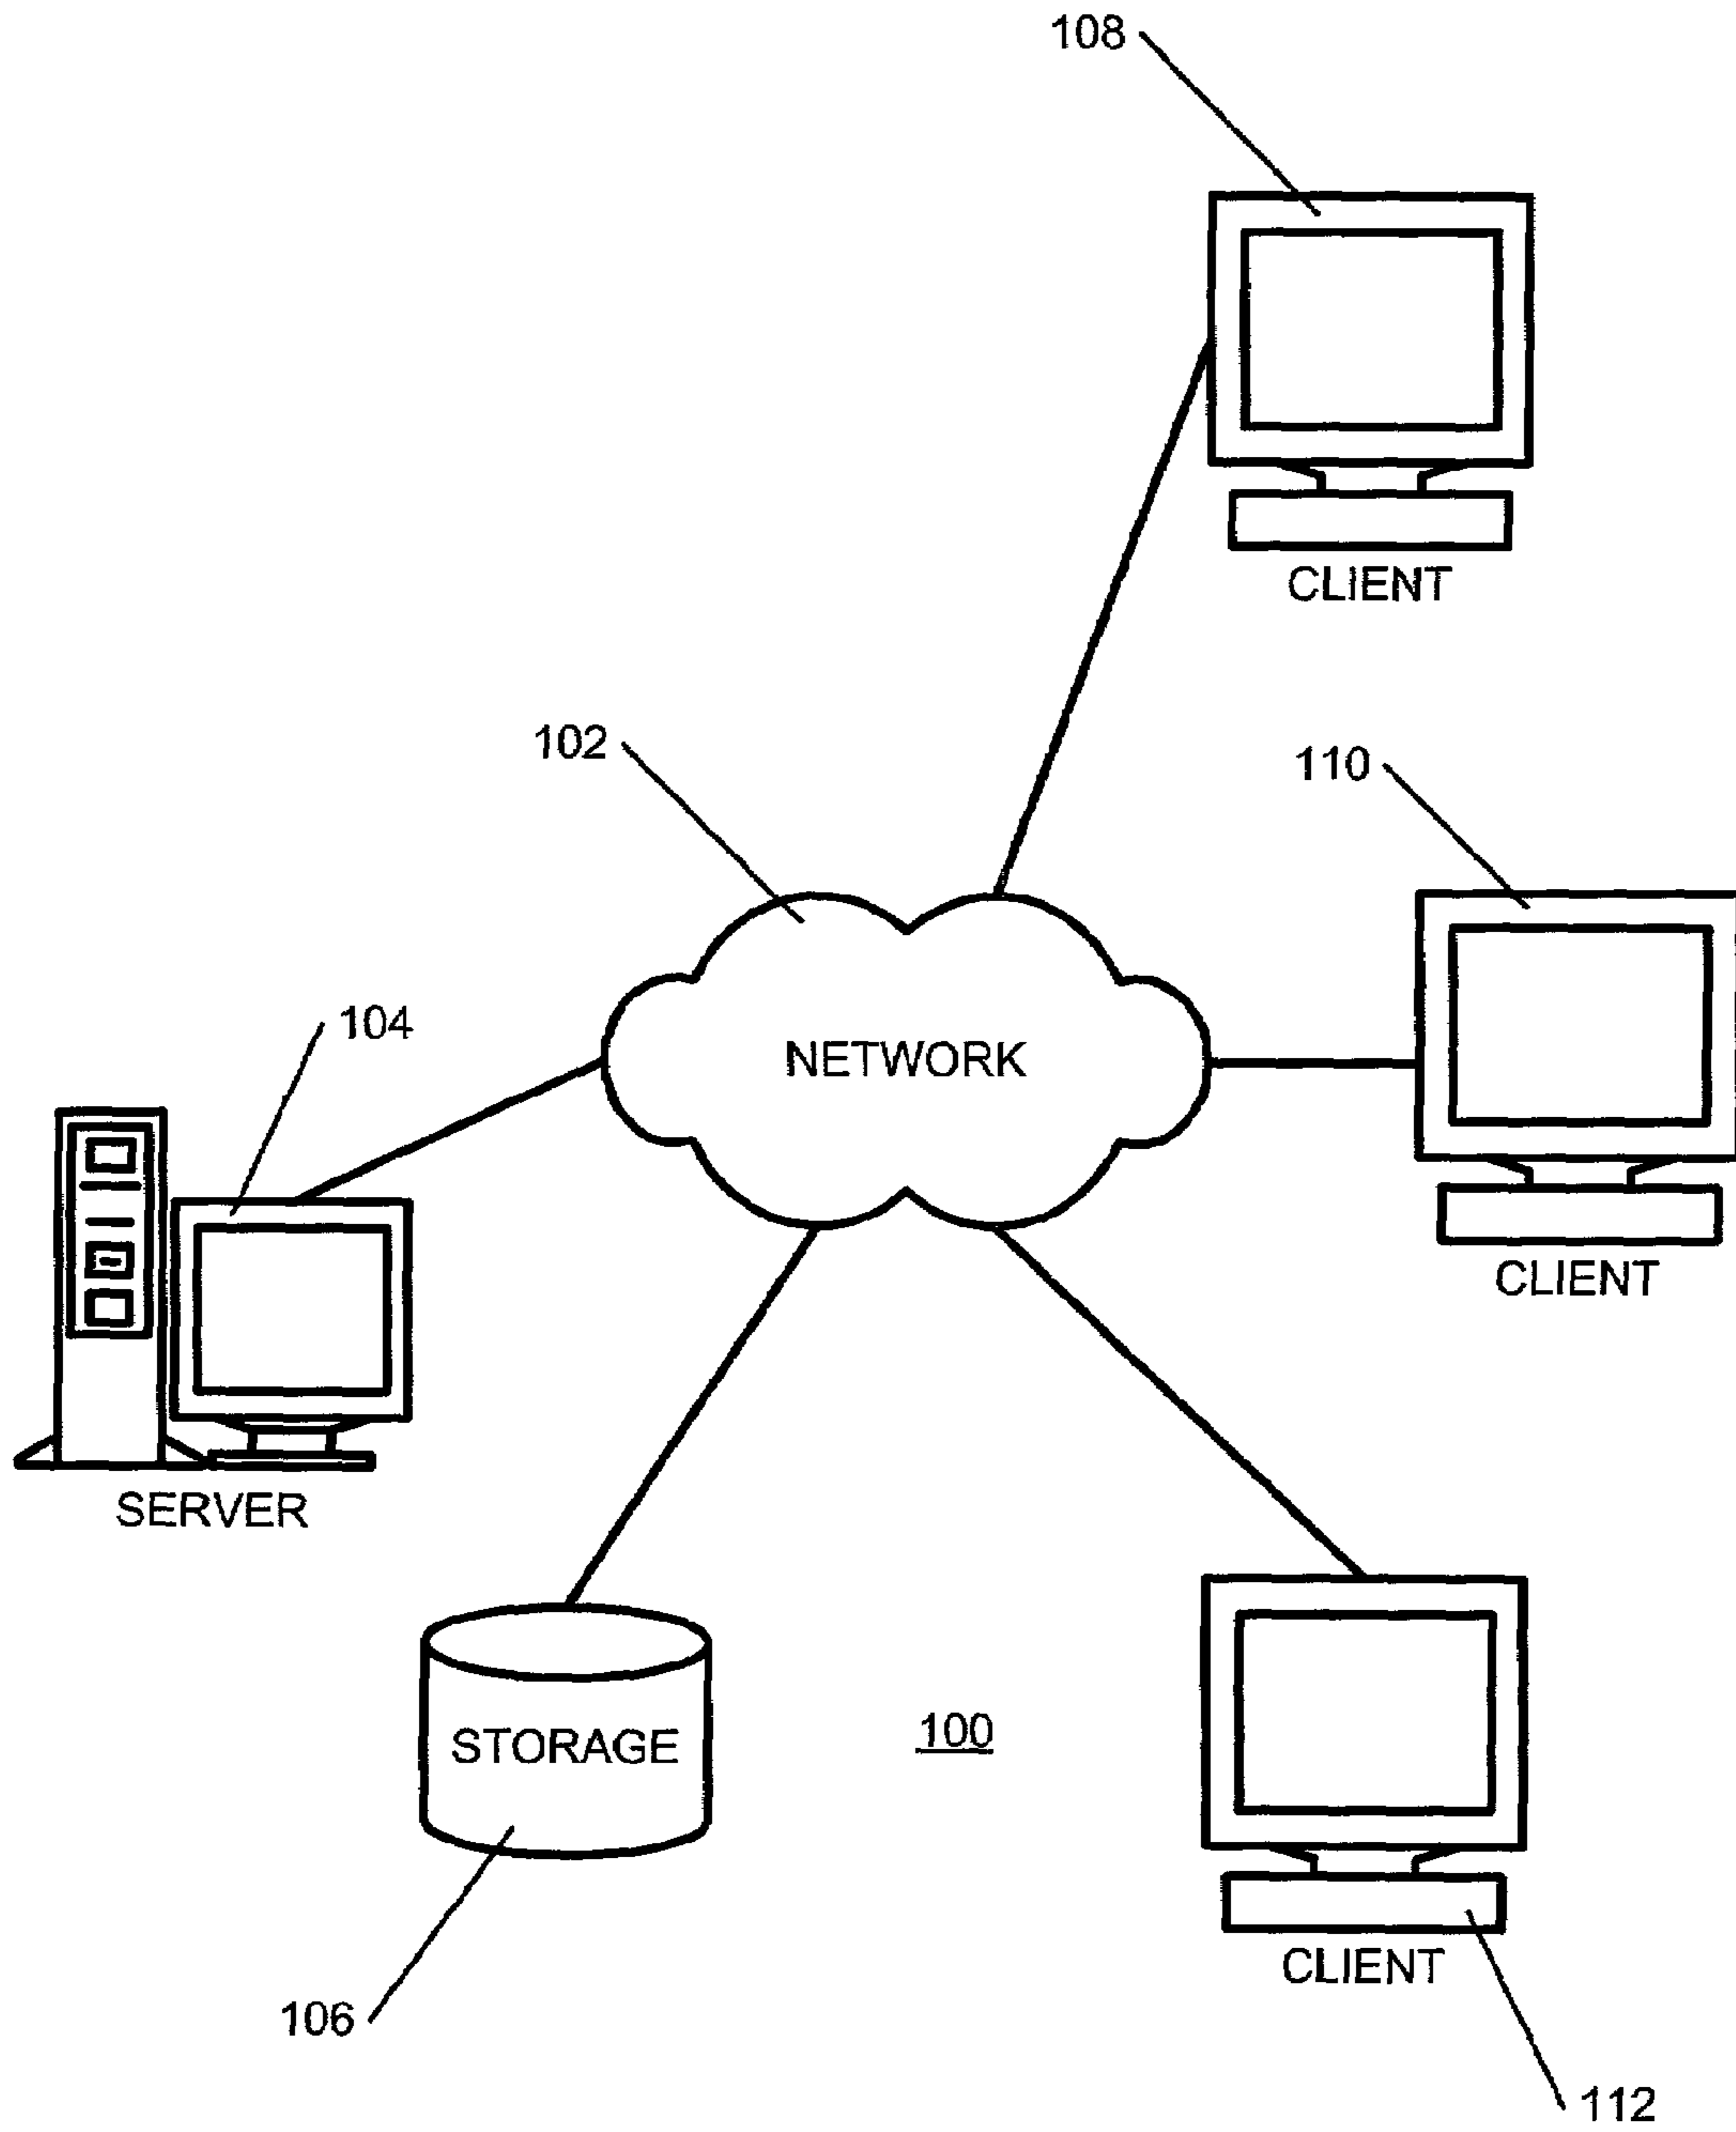 108
CLIENT
102
110
104
NETWORK
CLIENT
SERVER
STORAGE
100
CLIENT
106
112